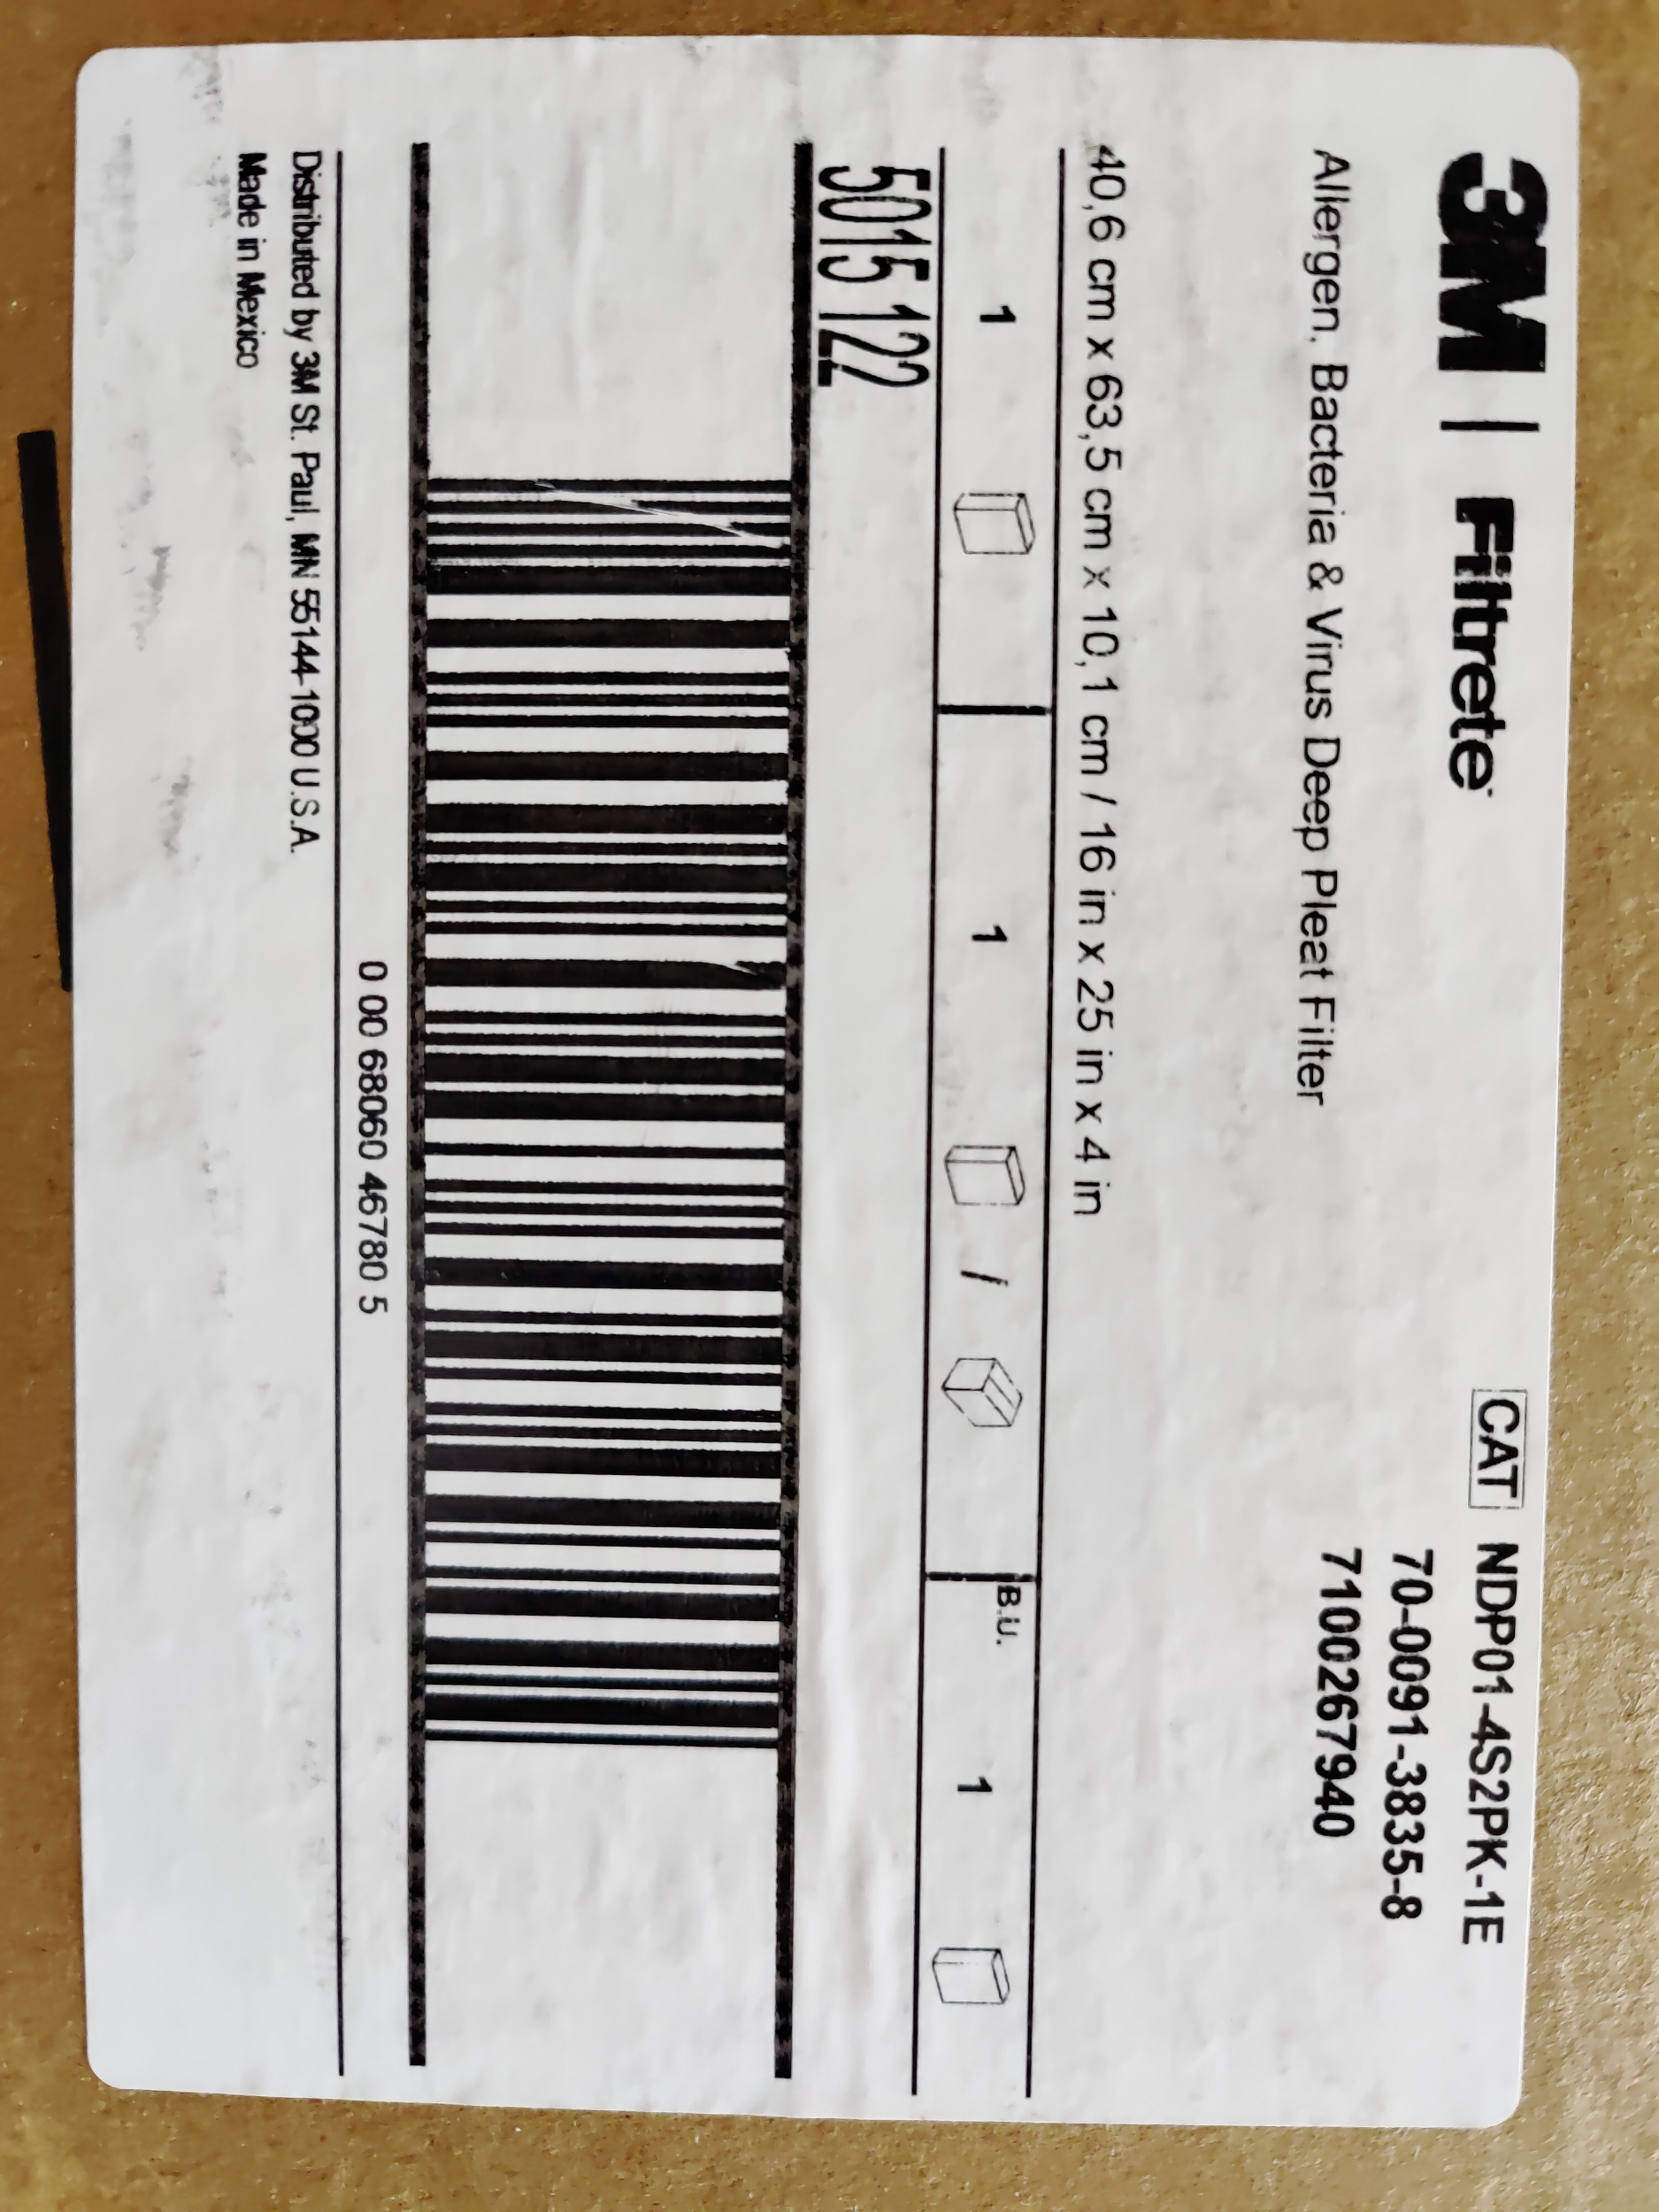 3M | Filtrete™
CAT NDP01-4S2PK-1E
70-0091-3835-8
7100267940
Allergen, Bacteria & Virus Deep Pleat Filter
40,6 cm x 63,5 cm x 10,1 cm / 16 in x 25 in x 4 in
1 1 / B.U. 1
5015 122
0 00 68060 46780 5
Distributed by 3M St. Paul, MN 55144-1000 U.S.A.
Made in Mexico